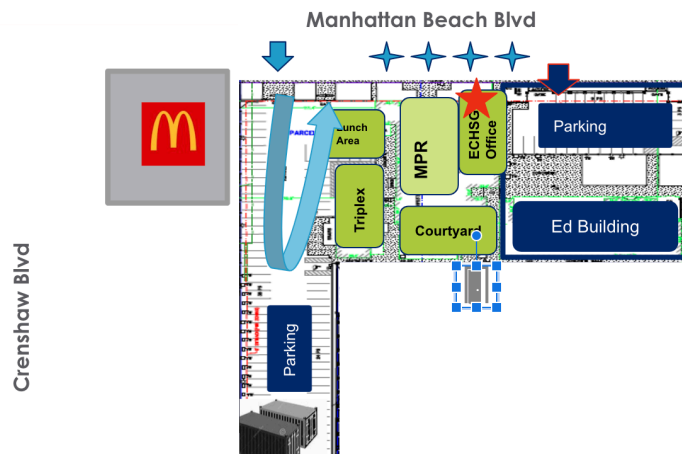 Manhattan Beach Blvd
Lunch
Area
MPR
ECHSG
Office
Parking
Triplex
Courtyard
Ed Building
Crenshaw Blvd
Parking